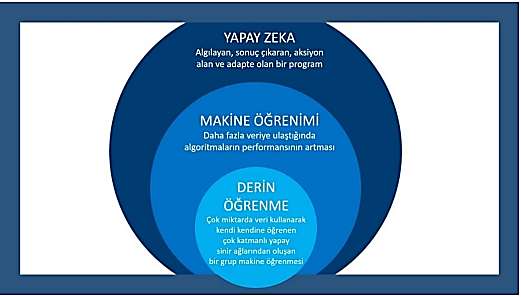 YAPAY ZEKA
Algılayan, sonuç çıkaran, aksiyon
alan ve adapte olan bir program
MAKİNE ÖĞRENİMİ
Daha fazla veriye ulaştığında
algoritmaların performansının artması
DERİN
ÖĞRENME
Çok miktarda veri kullanarak
kendi kendine öğrenen
çok katmanlı yapay
sinir ağlarından oluşan
bir grup makine öğrenmesi